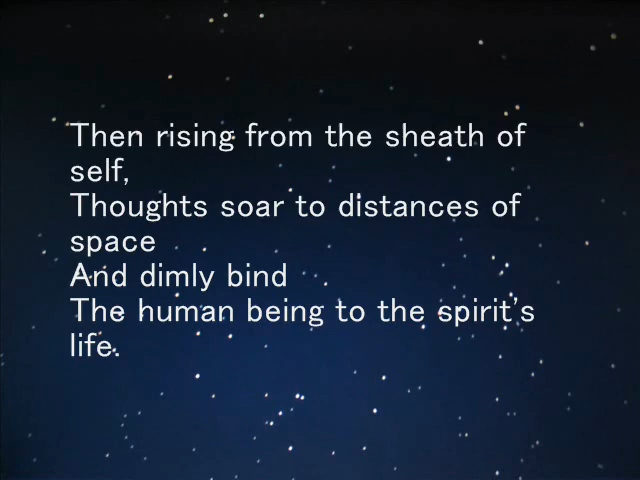 Then rising from the sheath of
self,
Thoughts soar to distances of
space
And dimly bind
The human being to the spirit's
life.